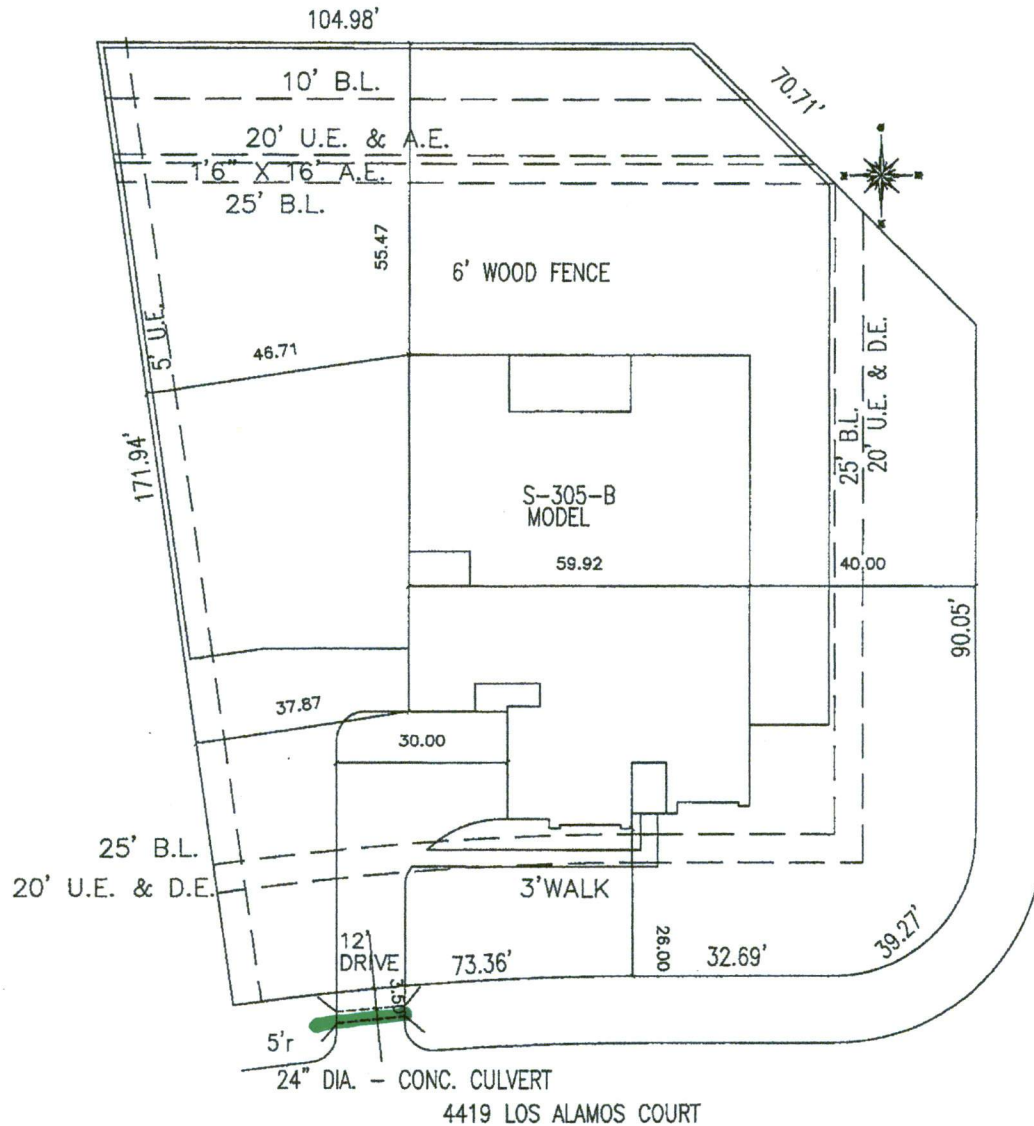 104.98'
70.71'
10' B.L.
20' U.E. & A.E.
1'6" X 16' A.E.
25' B.L.
55.47
6' WOOD FENCE
5' U.E.
46.71
171.94'
25' B.L.
20' U.E. & D.E.
S-305-B
MODEL
59.92
40.00
90.05'
37.87
30.00
25' B.L.
20' U.E. & D.E.
3'WALK
12'
DRIVE
3.50
73.36'
26.00
32.69'
39.27'
5'r
24" DIA. - CONC. CULVERT
4419 LOS ALAMOS COURT